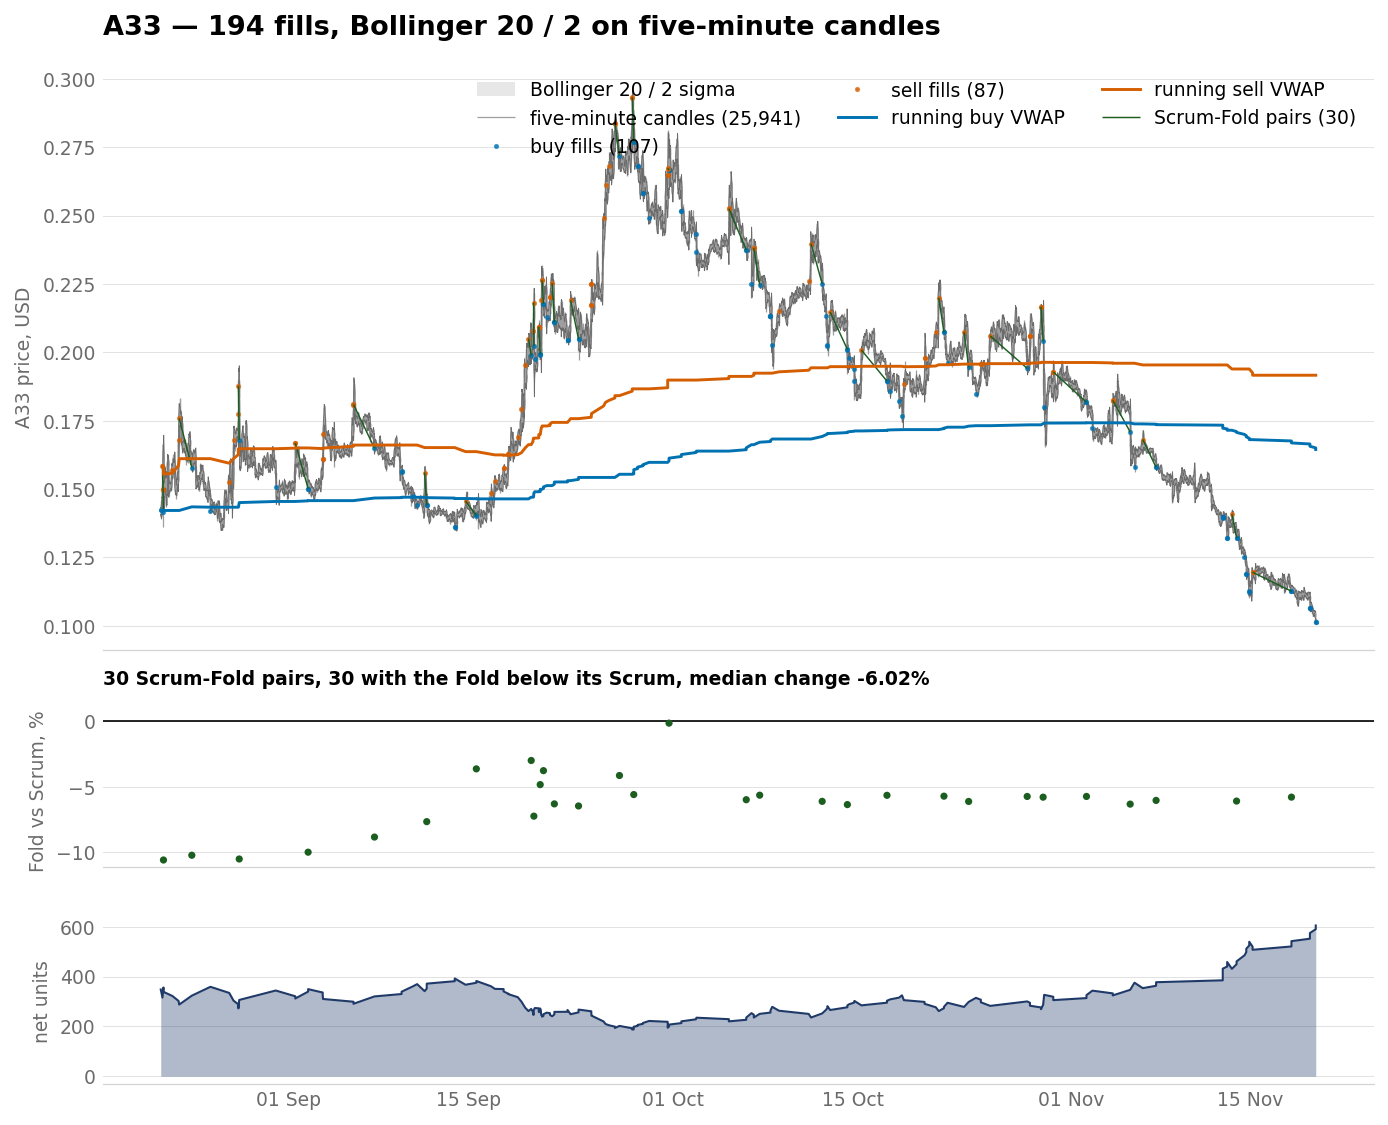 A33 — 194 fills, Bollinger 20 / 2 on five-minute candles
Bollinger 20 / 2 sigma
five-minute candles (25,941)
buy fills (107)
sell fills (87)
running buy VWAP
running sell VWAP
Scrum-Fold pairs (30)
A33 price, USD
0.300
0.275
0.250
0.225
0.200
0.175
0.150
0.125
0.100
30 Scrum-Fold pairs, 30 with the Fold below its Scrum, median change -6.02%
Fold vs Scrum, %
0
−5
−10
net units
600
400
200
0
01 Sep
15 Sep
01 Oct
15 Oct
01 Nov
15 Nov